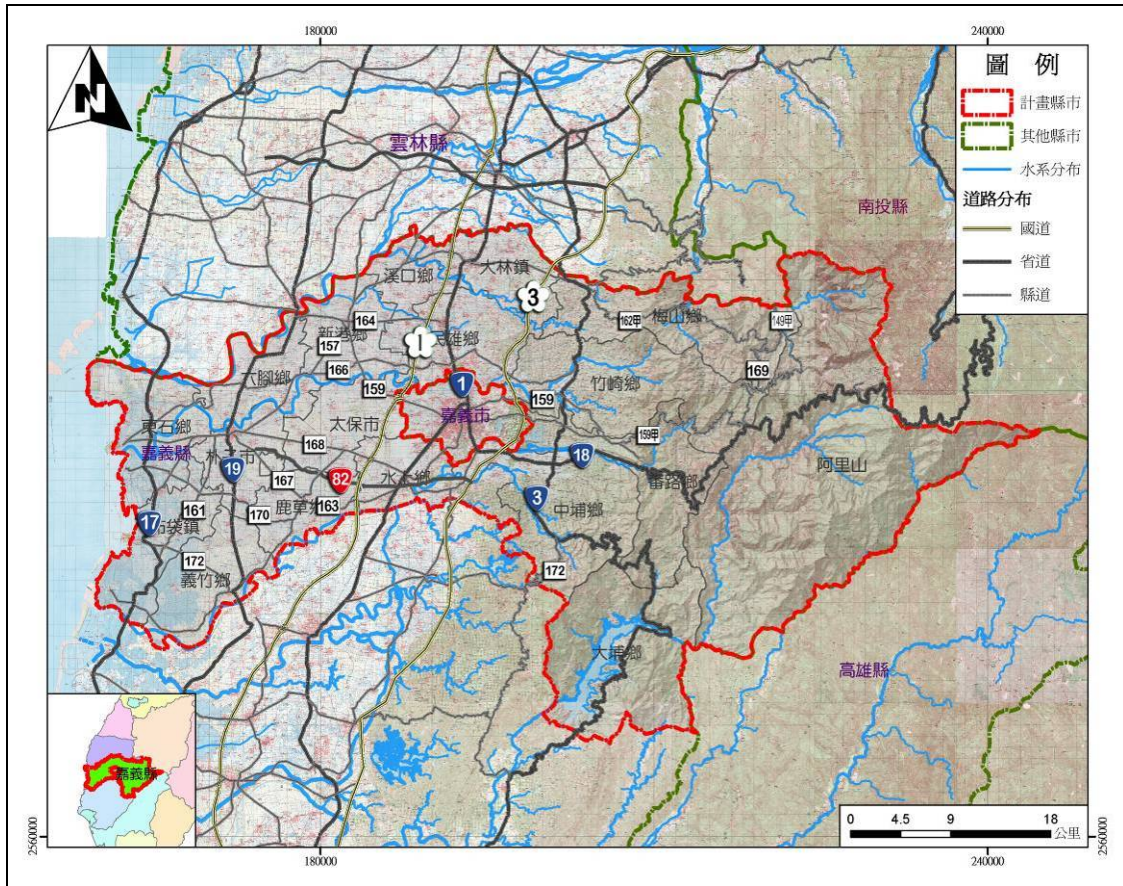 180000
240000
N
圖 例
計畫縣市
其他縣市
水系分布
道路分布
國道
省道
縣道
雲林縣
南投縣
溪口鄉
大林鎮
3
164
新港鄉
157
1
民雄鄉
162甲
梅山鄉
149甲
六腳鄉
166
159
1
169
竹崎鄉
159
嘉義市
東石鄉
太保市
嘉義縣
168
159甲
朴子市
19
167
82
水上鄉
18
番路鄉
阿里山
161
170
鹿草鄉
163
3
中埔鄉
17
布袋鎮
172
義竹鄉
172
大埔鄉
高雄縣
嘉義縣
0
4.5
9
18
公里
2560000
2560000
180000
240000